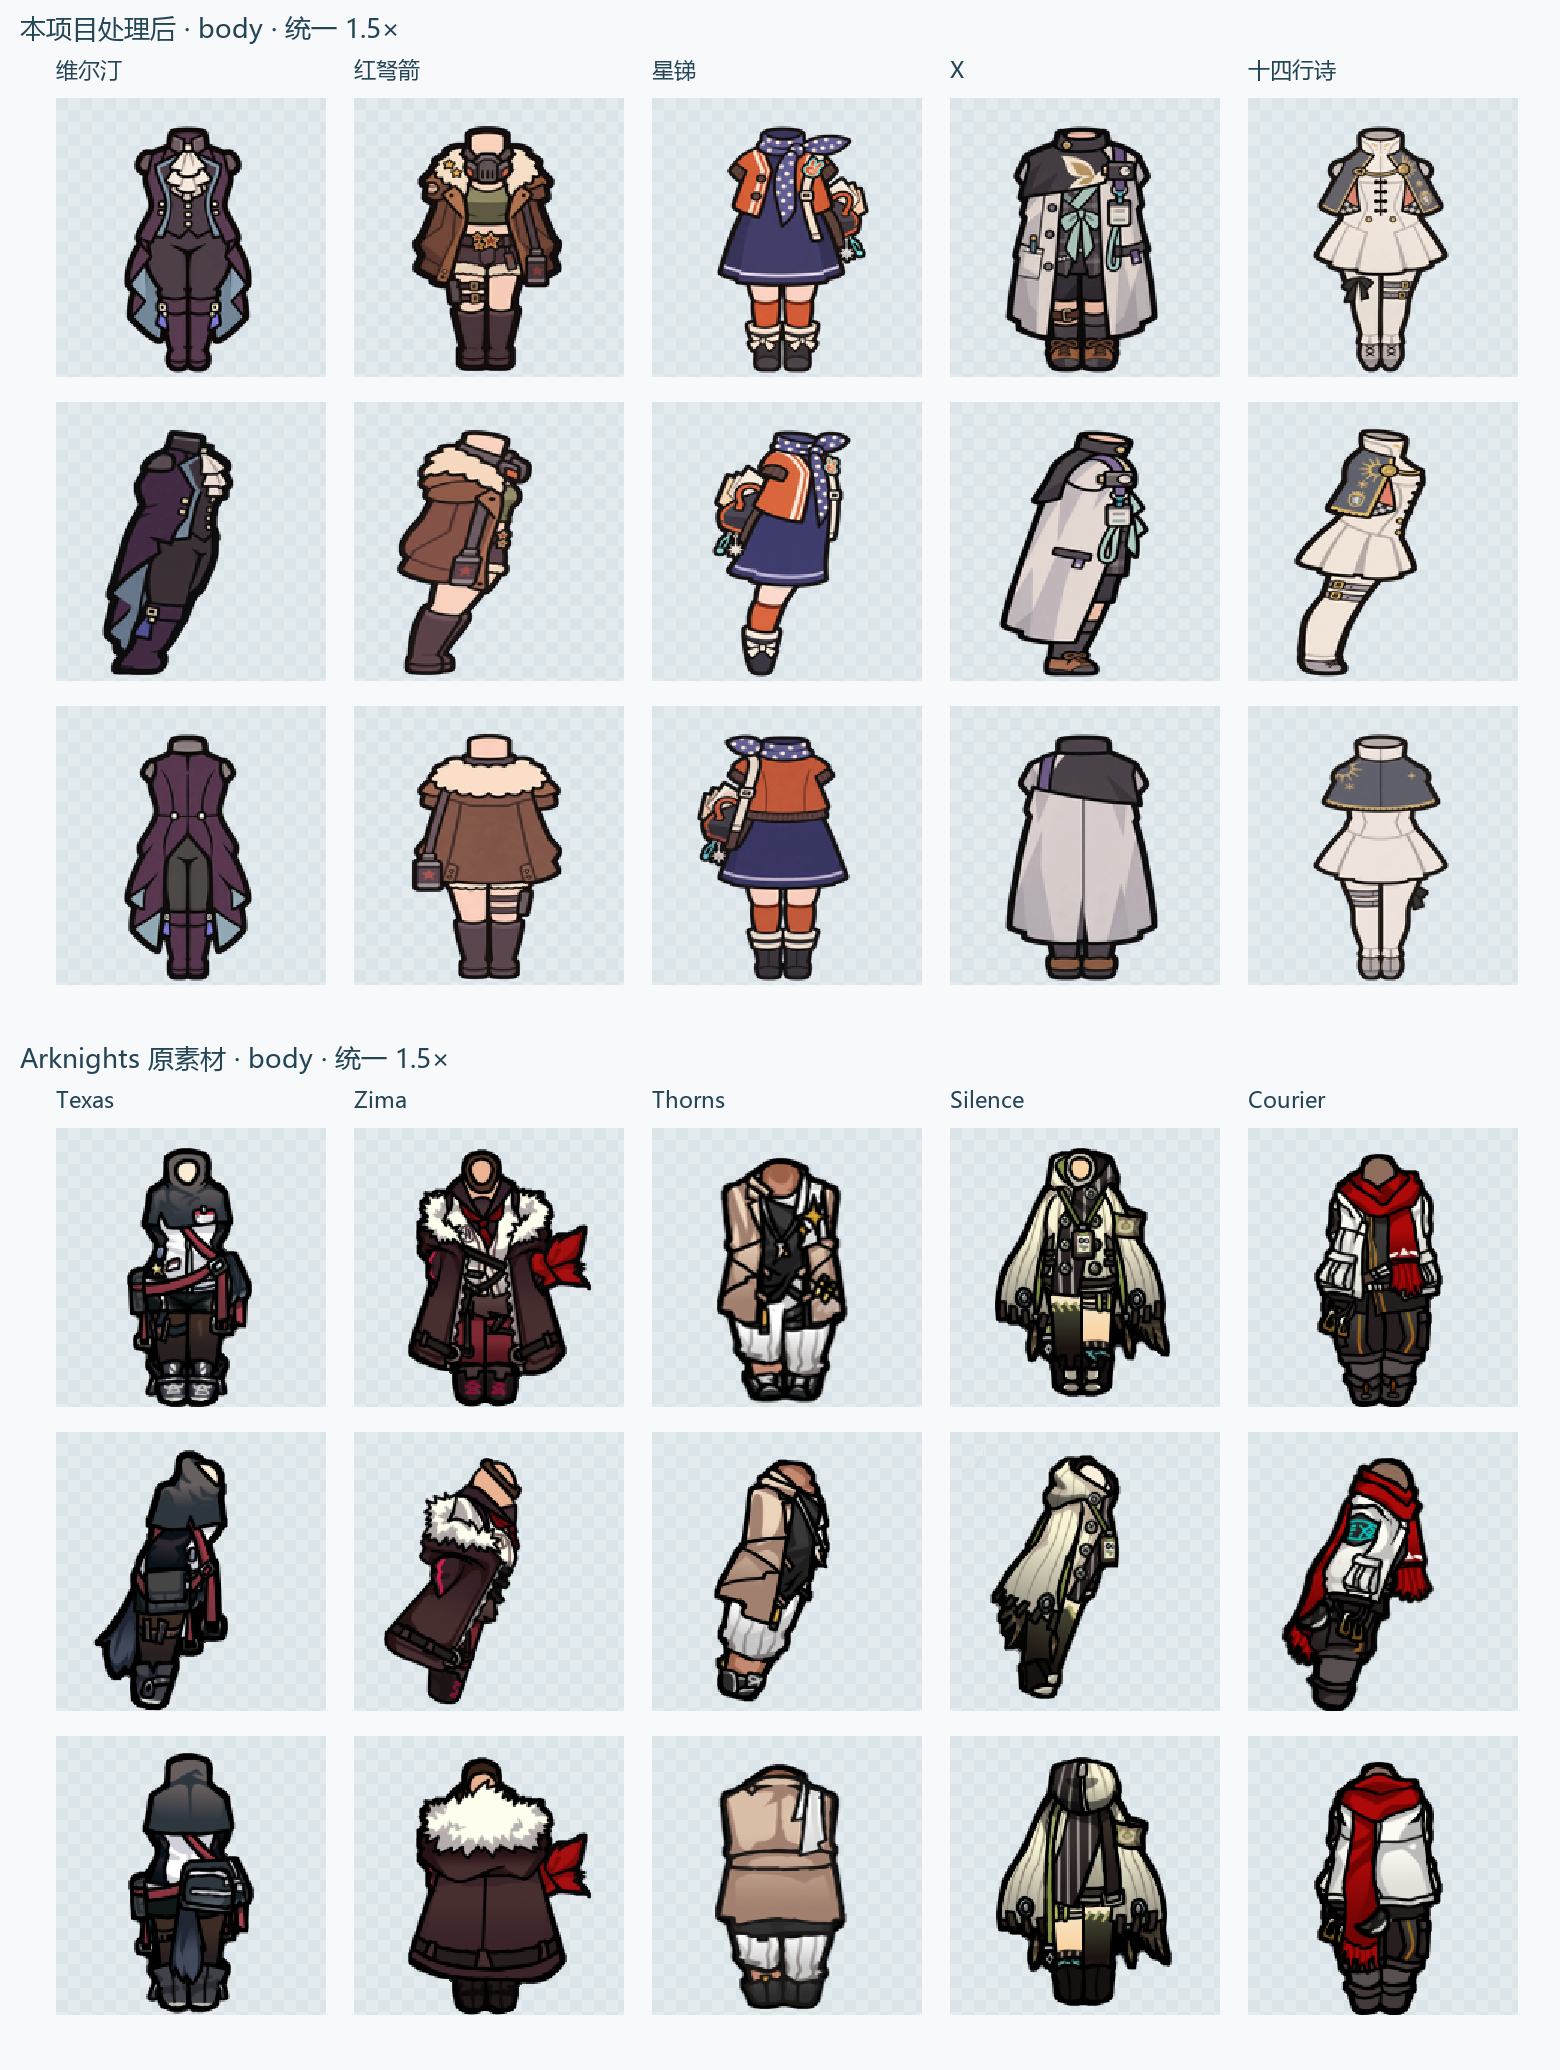 本项目处理后 · body · 统一 1.5×
维尔汀 红弩箭 星锑 X 十四行诗
Arknights 原素材 · body · 统一 1.5×
Texas Zima Thorns Silence Courier